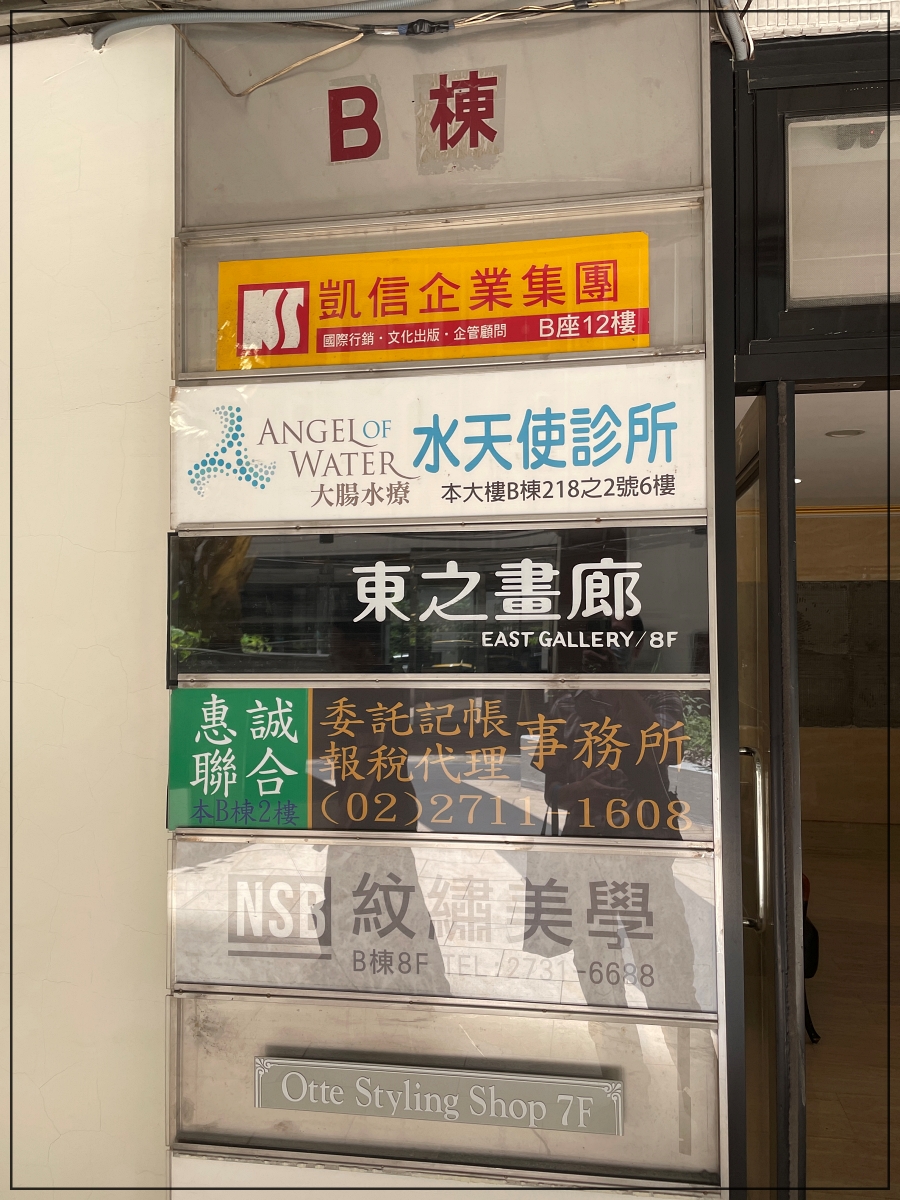 B 棟
KS 凱信企業集團
國際行銷・文化出版・企管顧問 B座12樓
ANGEL OF WATER 水天使診所
大腸水療 本大樓B棟218之2號6樓
東之畫廊
EAST GALLERY/8F
惠誠聯合
本B棟2樓
委託記帳報稅代理事務所
(02)2711-1608
NSB 紋繡美學
B棟8F TEL:2731-6688
Otte Styling Shop 7F